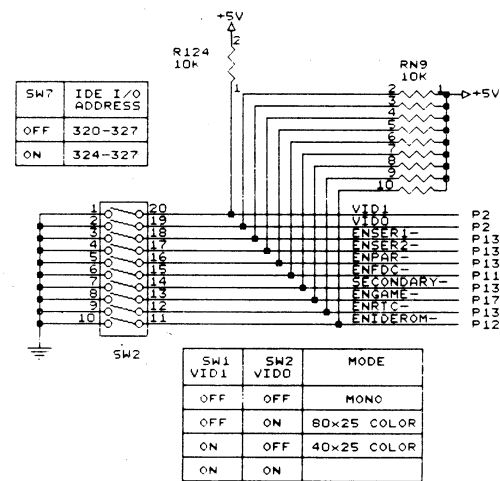 +5V
R124
10K
2
1
RN9
10K
2 1
3
4
5
6
7
8
9
10
+5V
SW7 IDE I/O ADDRESS
OFF 320-327
ON 324-327
1 20 VID1 P2
2 19 VID0 P2
3 18 ENSER1- P13
4 17 ENSER2- P13
5 16 ENPAR- P13
6 15 ENFDC- P11
7 14 SECONDARY- P13
8 13 ENGAME- P17
9 12 ENRTC- P13
10 11 ENIDEROM- P12
SW2
SW1 VID1 SW2 VID0 MODE
OFF OFF MONO
OFF ON 80x25 COLOR
ON OFF 40x25 COLOR
ON ON